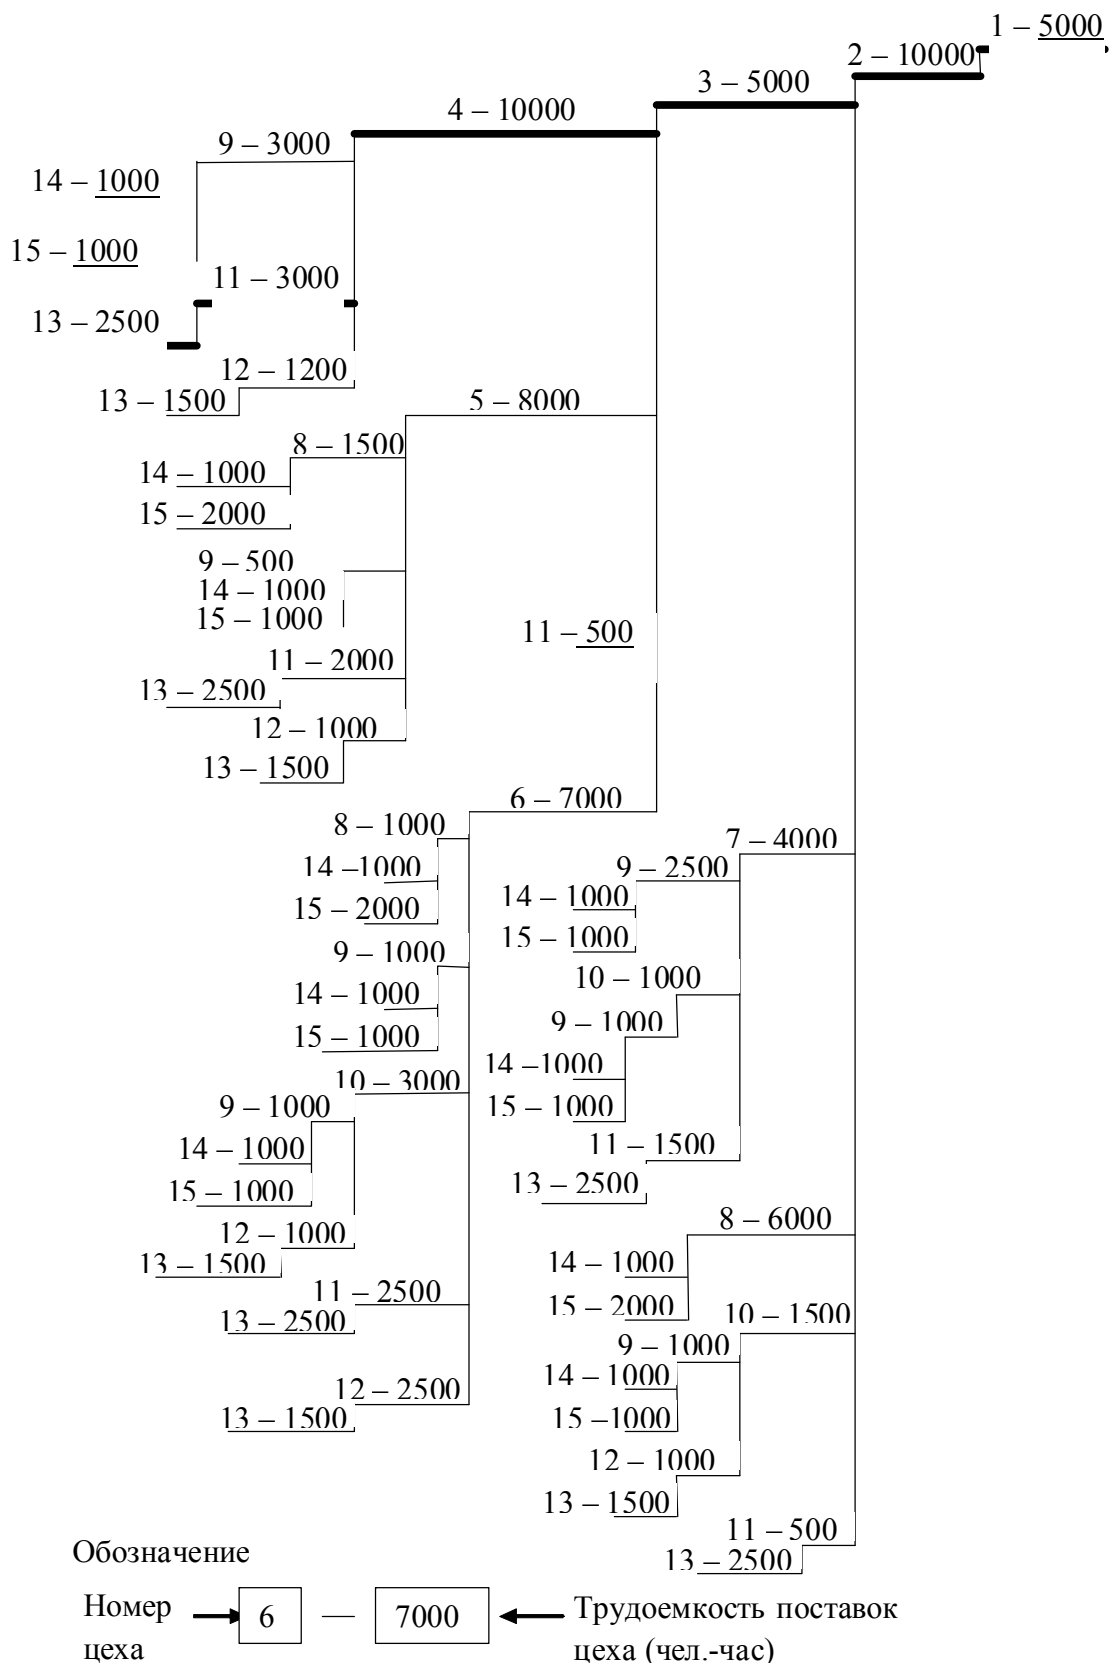 1 – 5000
2 – 10000
3 – 5000
4 – 10000
9 – 3000
14 – 1000
15 – 1000
11 – 3000
13 – 2500
12 – 1200
13 – 1500
5 – 8000
8 – 1500
14 – 1000
15 – 2000
9 – 500
14 – 1000
15 – 1000
11 – 500
11 – 2000
13 – 2500
12 – 1000
13 – 1500
6 – 7000
8 – 1000
14 –1000
15 – 2000
9 – 1000
14 – 1000
15 – 1000
10 – 3000
9 – 1000
14 – 1000
15 – 1000
12 – 1000
13 – 1500
11 – 2500
13 – 2500
12 – 2500
13 – 1500
7 – 4000
9 – 2500
14 – 1000
15 – 1000
10 – 1000
9 – 1000
14 –1000
15 – 1000
11 – 1500
13 – 2500
8 – 6000
14 – 1000
15 – 2000
10 – 1500
9 – 1000
14 – 1000
15 –1000
12 – 1000
13 – 1500
11 – 500
13 – 2500
Обозначение
Номер цеха
6 — 7000
Трудоемкость поставок
цеха (чел.-час)